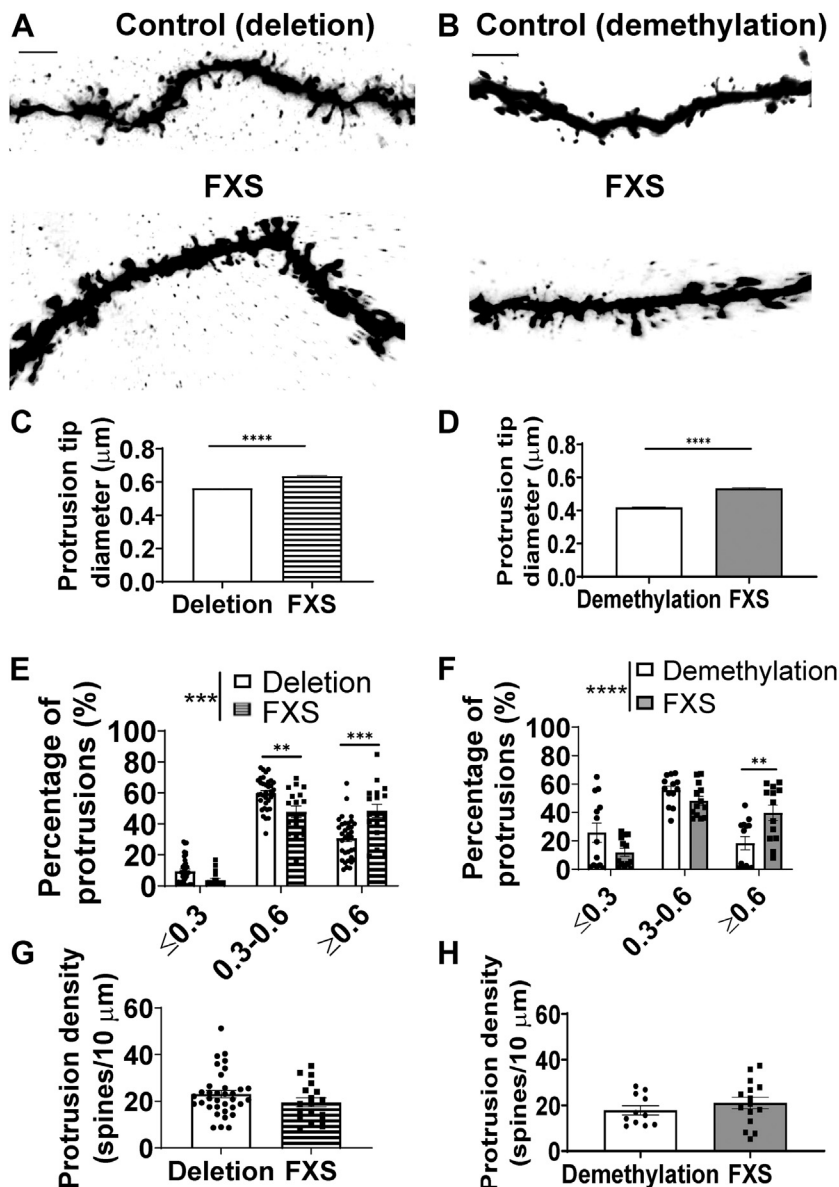 A Control (deletion)
B Control (demethylation)
FXS
FXS
C
Protrusion tip
diameter (μm)
****
0.8
0.6
0.4
0.2
0.0
Deletion FXS
D
Protrusion tip
diameter (μm)
****
0.8
0.6
0.4
0.2
0.0
Demethylation FXS
E
Percentage of
protrusions (%)
*** Deletion
FXS
** ***
100
80
60
40
20
0
≤0.3 0.3-0.6 ≥0.6
F
Percentage of
protrusions (%)
**** Demethylation
FXS
**
100
80
60
40
20
0
≤0.3 0.3-0.6 ≥0.6
G
Protrusion density
(spines/10 μm)
60
40
20
0
Deletion FXS
H
Protrusion density
(spines/10 μm)
60
40
20
0
Demethylation FXS